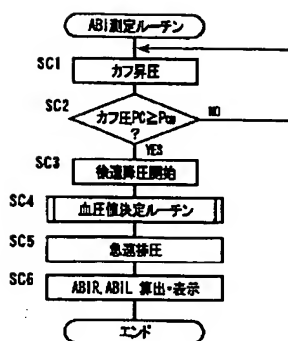 ABI測定ルーチン
SC1
カフ昇圧
SC2
カフ圧PC≧Pcm
?
NO
YES
SC3
徐速降圧開始
SC4
血圧値決定ルーチン
SC5
急速排圧
SC6
ABIR、ABIL 算出・表示
エンド